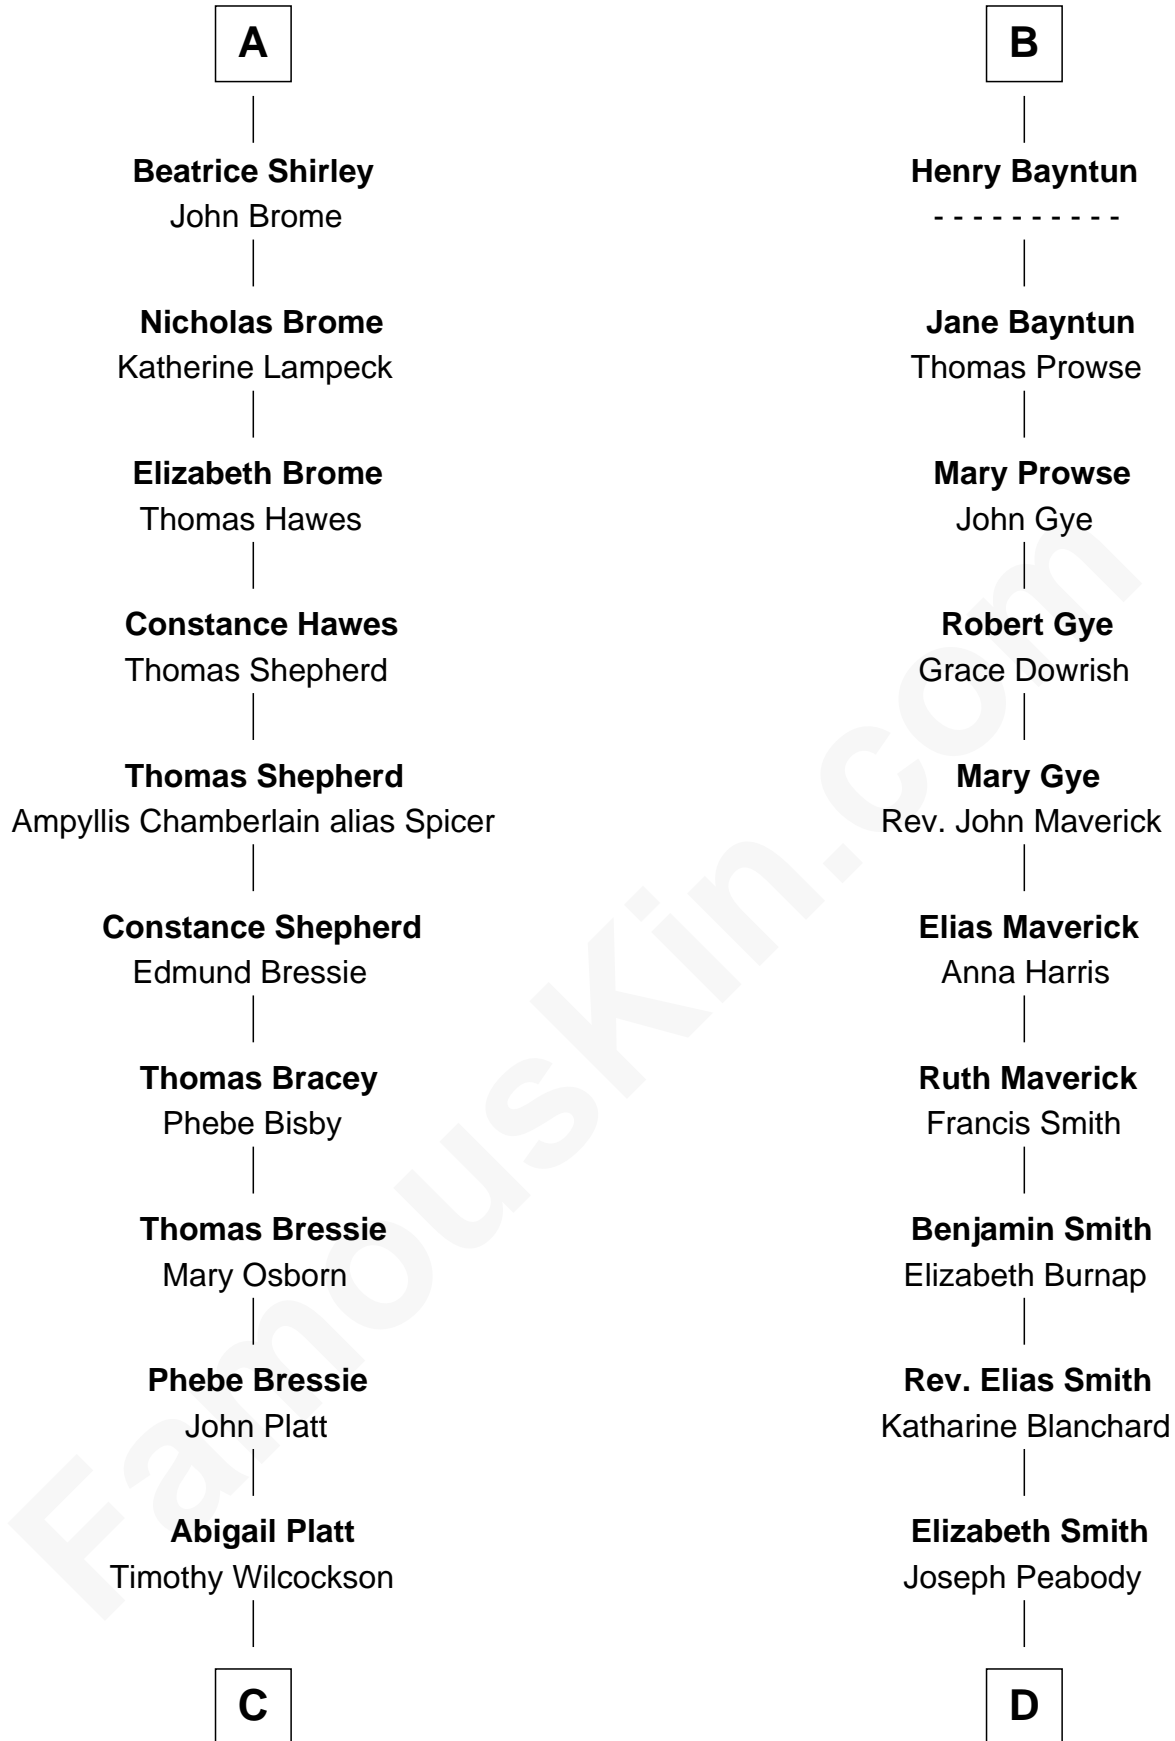 A
Beatrice Shirley
John Brome
Nicholas Brome
Katherine Lampeck
Elizabeth Brome
Thomas Hawes
Constance Hawes
Thomas Shepherd
Thomas Shepherd
Ampyllis Chamberlain alias Spicer
Constance Shepherd
Edmund Bressie
Thomas Bracey
Phebe Bisby
Thomas Bressie
Mary Osborn
Phebe Bressie
John Platt
Abigail Platt
Timothy Wilcockson
C
B
Henry Bayntun
- - - - - - - - - -
Jane Bayntun
Thomas Prowse
Mary Prowse
John Gye
Robert Gye
Grace Dowrish
Mary Gye
Rev. John Maverick
Elias Maverick
Anna Harris
Ruth Maverick
Francis Smith
Benjamin Smith
Elizabeth Burnap
Rev. Elias Smith
Katharine Blanchard
Elizabeth Smith
Joseph Peabody
D
FamousKin.com